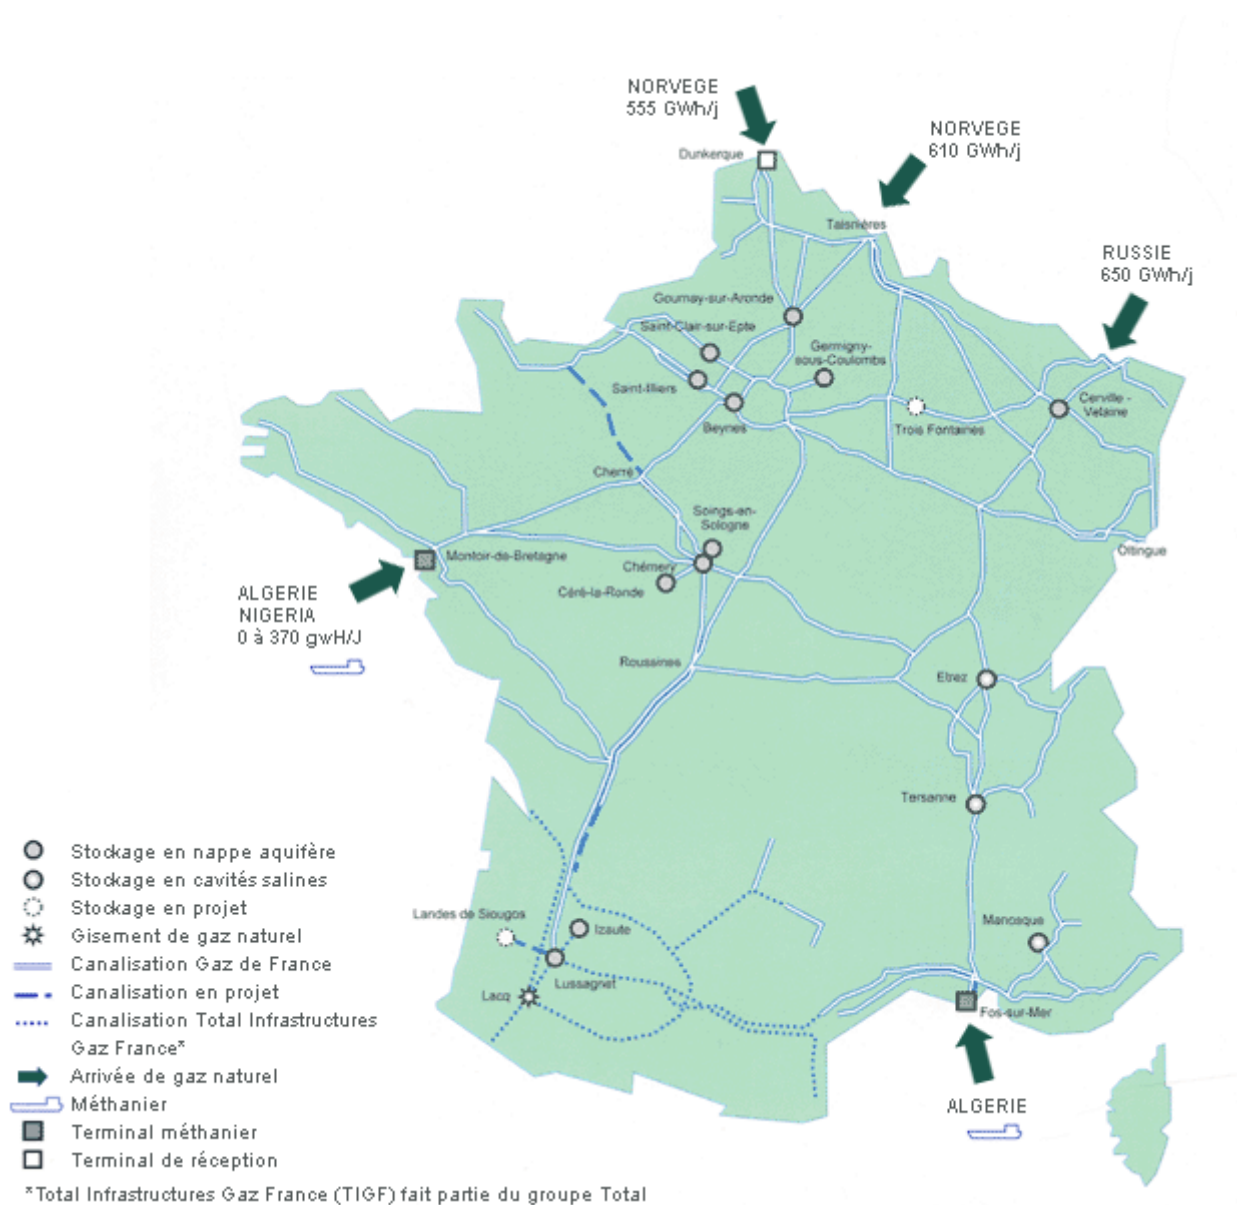 NORVEGE
555 GWh/j
NORVEGE
610 GWh/j
Dunkerque
Taisnières
RUSSIE
650 GWh/j
Gournay-sur-Aronde
Saint-Clair-sur-Epte
Germigny-
sous-Coulombs
Saint-Illiers
Beynes
Trois Fontaines
Cerville -
Velaine
Cherré
Soings-en-
Sologne
Oltingue
Montoir-de-Bretagne
Chémery
Céré-la-Ronde
ALGERIE
NIGERIA
0 à 370 gwH/J
Roussines
Etrez
Tersanne
Stockage en nappe aquifère
Stockage en cavités salines
Stockage en projet
Gisement de gaz naturel
Canalisation Gaz de France
Canalisation en projet
Canalisation Total Infrastructures
Gaz France*
Arrivée de gaz naturel
Méthanier
Terminal méthanier
Terminal de réception
Landes de Siougos
Izaute
Manosque
Lussagnet
Lacq
Fos-sur-Mer
ALGERIE
*Total Infrastructures Gaz France (TIGF) fait partie du groupe Total